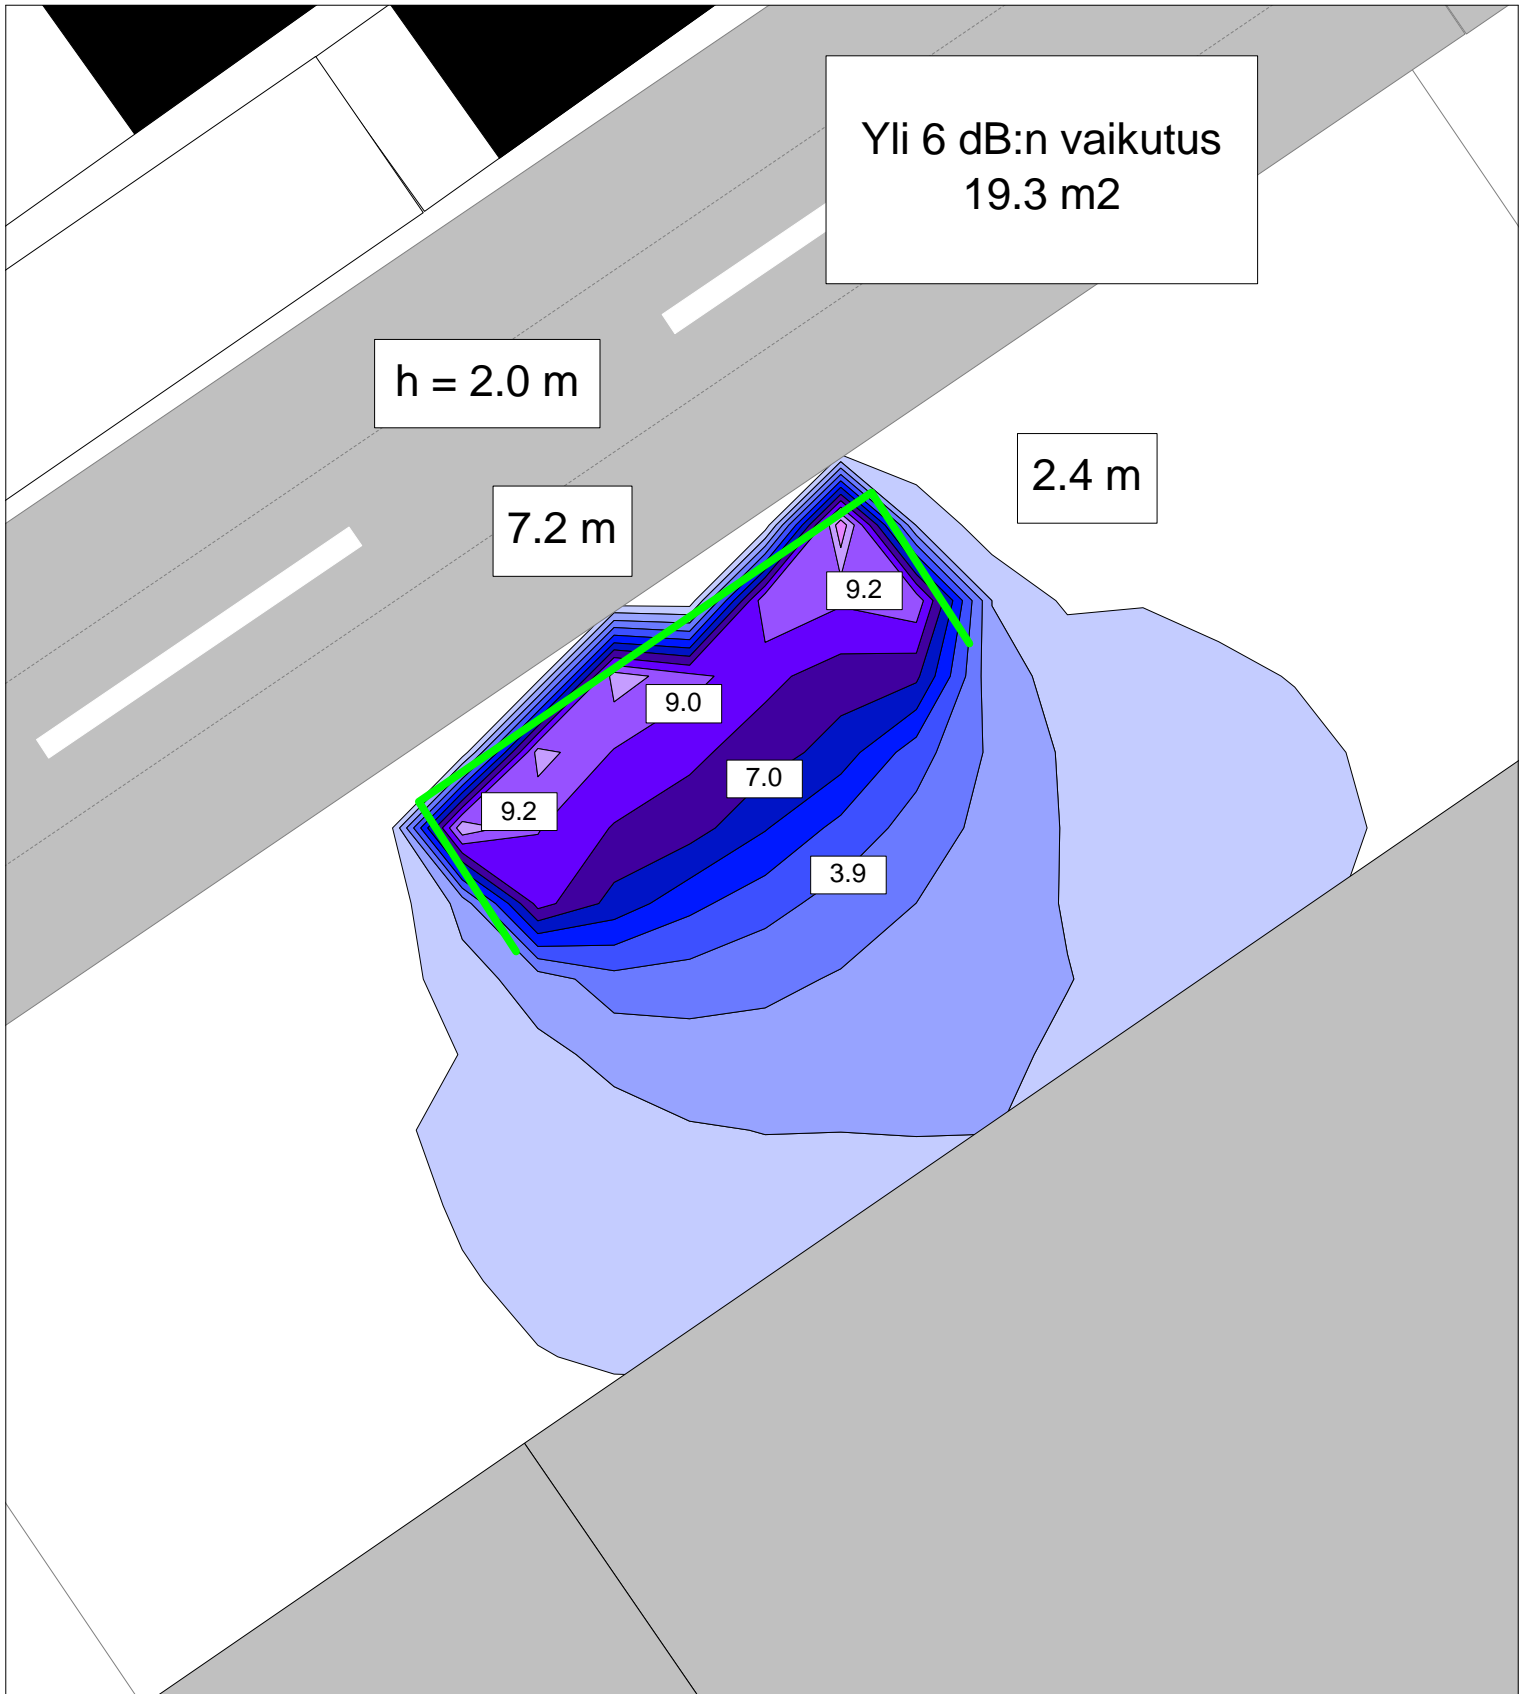 Yli 6 dB:n vaikutus
19.3 m2
h = 2.0 m
2.4 m
7.2 m
9.2
9.0
7.0
9.2
3.9